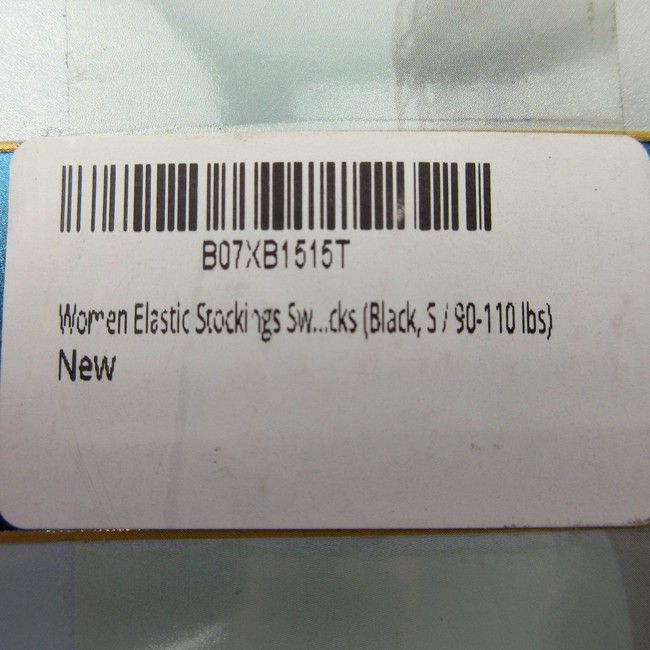 B07XB1515T
Women Elastic Stockings Sw...cks (Black, S / 90-110 lbs)
New